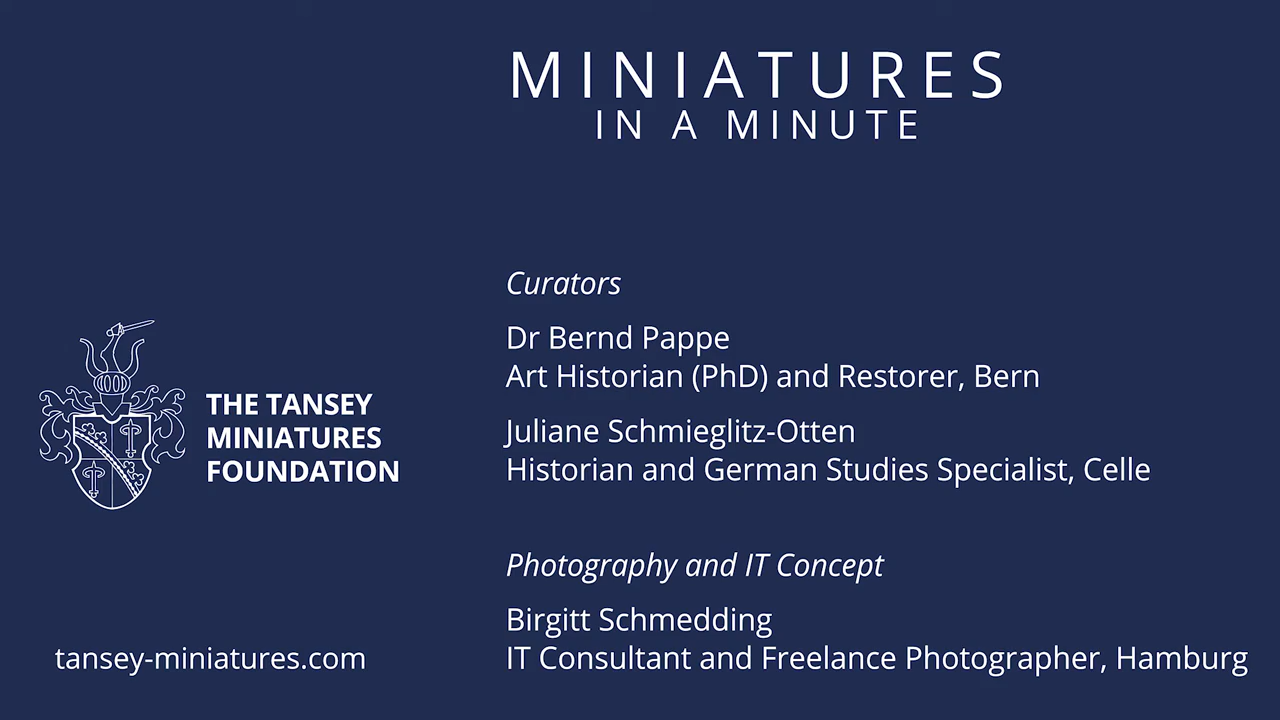 MINIATURES
IN A MINUTE
Curators
Dr Bernd Pappe
Art Historian (PhD) and Restorer, Bern
Juliane Schmieglitz-Otten
Historian and German Studies Specialist, Celle
Photography and IT Concept
Birgitt Schmedding
IT Consultant and Freelance Photographer, Hamburg
THE TANSEY
MINIATURES
FOUNDATION
tansey-miniatures.com